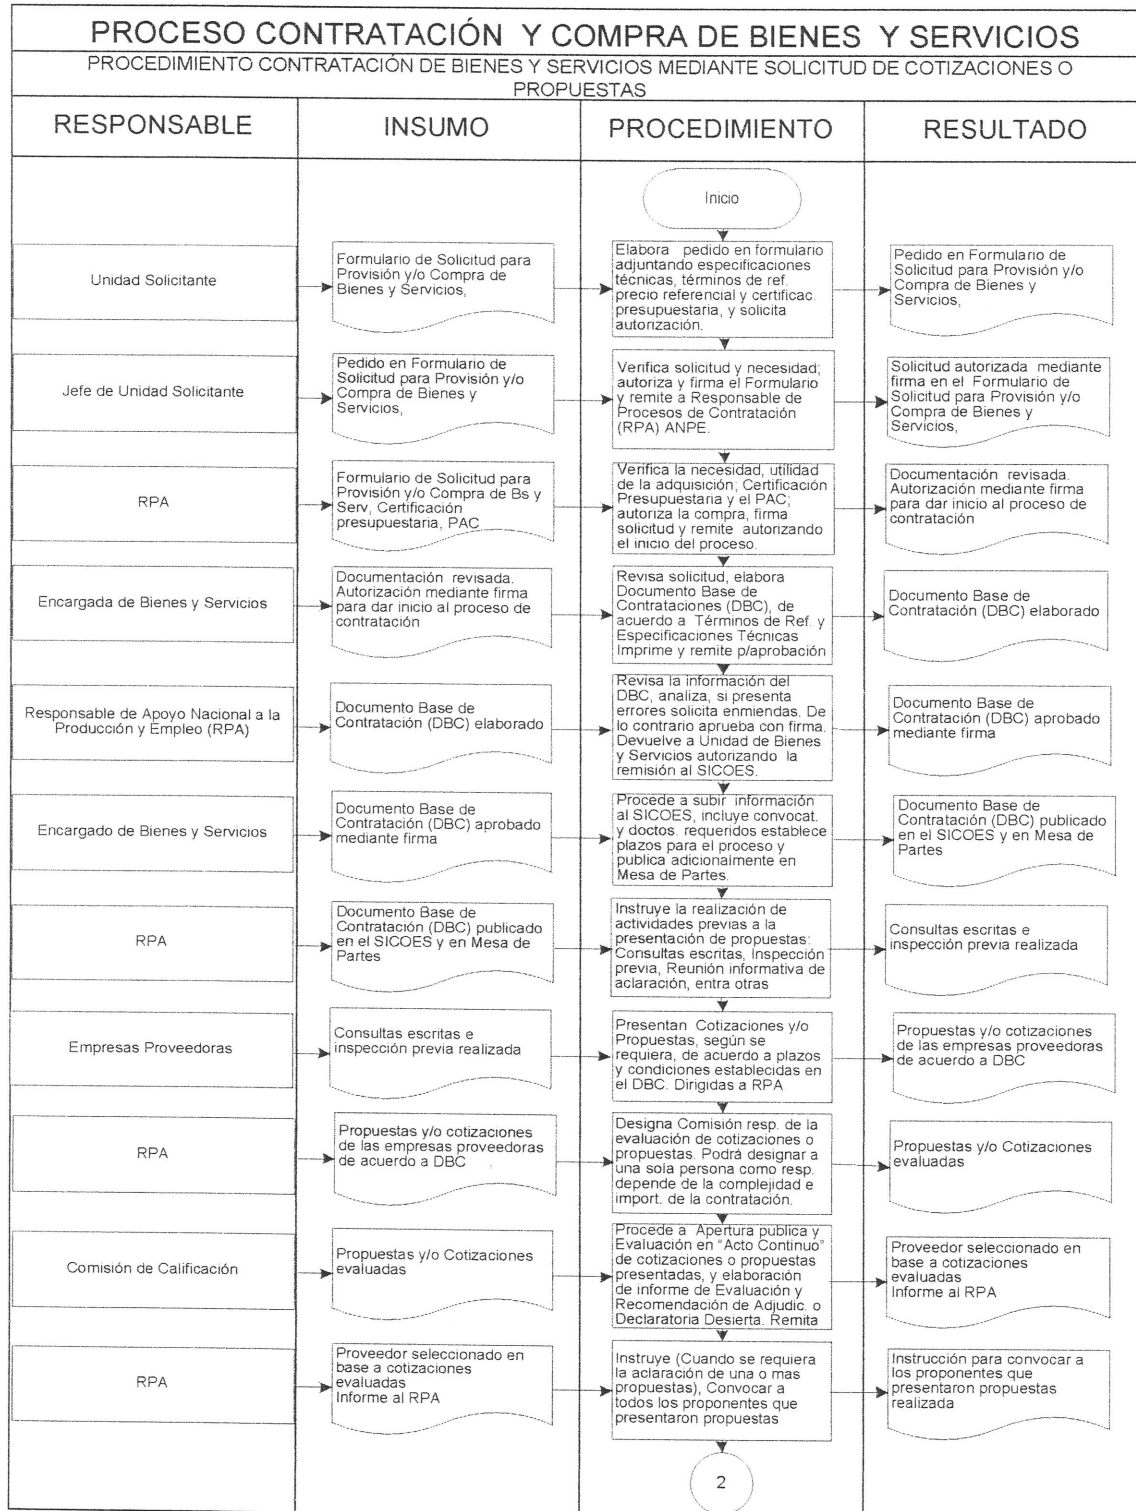 PROCESO CONTRATACIÓN Y COMPRA DE BIENES Y SERVICIOS
PROCEDIMIENTO CONTRATACIÓN DE BIENES Y SERVICIOS MEDIANTE SOLICITUD DE COTIZACIONES O
PROPUESTAS
RESPONSABLE
INSUMO
PROCEDIMIENTO
RESULTADO
Inicio
Unidad Solicitante
Formulario de Solicitud para
Provisión y/o Compra de
Bienes y Servicios,
Elabora pedido en formulario
adjuntando especificaciones
técnicas, términos de ref.
precio referencial y certificac.
presupuestaria, y solicita
autorización.
Pedido en Formulario de
Solicitud para Provisión y/o
Compra de Bienes y
Servicios,
Jefe de Unidad Solicitante
Pedido en Formulario de
Solicitud para Provisión y/o
Compra de Bienes y
Servicios,
Verifica solicitud y necesidad;
autoriza y firma el Formulario
y remite a Responsable de
Procesos de Contratación
(RPA) ANPE.
Solicitud autorizada mediante
firma en el Formulario de
Solicitud para Provisión y/o
Compra de Bienes y
Servicios,
RPA
Formulario de Solicitud para
Provisión y/o Compra de Bs y
Serv, Certificación
presupuestaria, PAC
Verifica la necesidad, utilidad
de la adquisición; Certificación
Presupuestaria y el PAC;
autoriza la compra, firma
solicitud y remite autorizando
el inicio del proceso.
Documentación revisada.
Autorización mediante firma
para dar inicio al proceso de
contratación
Encargada de Bienes y Servicios
Documentación revisada.
Autorización mediante firma
para dar inicio al proceso de
contratación
Revisa solicitud, elabora
Documento Base de
Contrataciones (DBC), de
acuerdo a Términos de Ref. y
Especificaciones Técnicas
Imprime y remite p/aprobación
Documento Base de
Contratación (DBC) elaborado
Responsable de Apoyo Nacional a la
Producción y Empleo (RPA)
Documento Base de
Contratación (DBC) elaborado
Revisa la información del
DBC, analiza, si presenta
errores solicita enmiendas. De
lo contrario aprueba con firma.
Devuelve a Unidad de Bienes
y Servicios autorizando la
remisión al SICOES.
Documento Base de
Contratación (DBC) aprobado
mediante firma
Encargado de Bienes y Servicios
Documento Base de
Contratación (DBC) aprobado
mediante firma
Procede a subir información
al SICOES, incluye convocat.
y doctos. requeridos establece
plazos para el proceso y
publica adicionalmente en
Mesa de Partes.
Documento Base de
Contratación (DBC) publicado
en el SICOES y en Mesa de
Partes
RPA
Documento Base de
Contratación (DBC) publicado
en el SICOES y en Mesa de
Partes
Instruye la realización de
actividades previas a la
presentación de propuestas:
Consultas escritas, Inspección
previa, Reunión informativa de
aclaración, entra otras
Consultas escritas e
inspección previa realizada
Empresas Proveedoras
Consultas escritas e
inspección previa realizada
Presentan Cotizaciones y/o
Propuestas, según se
requiera, de acuerdo a plazos
y condiciones establecidas en
el DBC. Dirigidas a RPA
Propuestas y/o cotizaciones
de las empresas proveedoras
de acuerdo a DBC
RPA
Propuestas y/o cotizaciones
de las empresas proveedoras
de acuerdo a DBC
Designa Comisión resp. de la
evaluación de cotizaciones o
propuestas. Podrá designar a
una sola persona como resp.
depende de la complejidad e
import. de la contratación.
Propuestas y/o Cotizaciones
evaluadas
Comisión de Calificación
Propuestas y/o Cotizaciones
evaluadas
Procede a Apertura publica y
Evaluación en "Acto Continuo"
de cotizaciones o propuestas
presentadas, y elaboración
de informe de Evaluación y
Recomendación de Adjudic. o
Declaratoria Desierta. Remita
Proveedor seleccionado en
base a cotizaciones
evaluadas
Informe al RPA
RPA
Proveedor seleccionado en
base a cotizaciones
evaluadas
Informe al RPA
Instruye (Cuando se requiera
la aclaración de una o mas
propuestas), Convocar a
todos los proponentes que
presentaron propuestas
Instrucción para convocar a
los proponentes que
presentaron propuestas
realizada
2